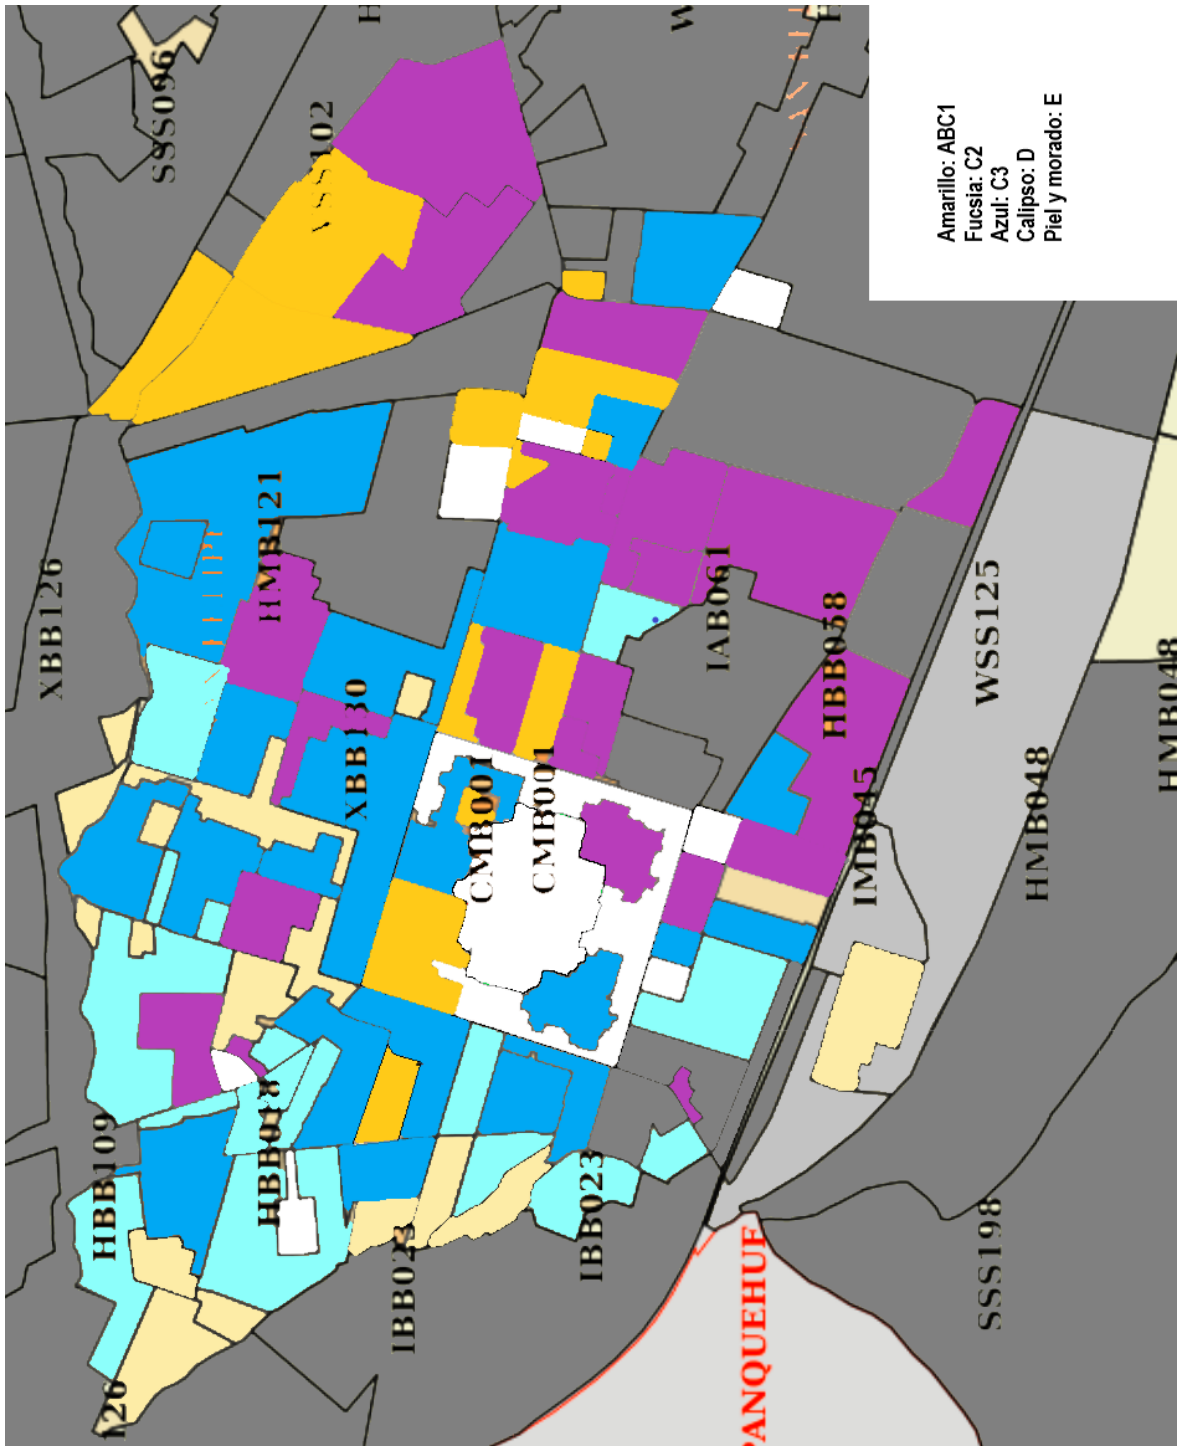 Amarillo: ABC1
Fucsia: C2
Azul: C3
Calipso: D
Piel y morado: E
SSS096
XBB126
HMB121
XBB130
CMB001
CMB001
IAB061
HBB058
WSS125
HMB048
IMB045
HMB048
HBB109
HBB048
IBB023
IBB023
SSS198
PANQUEHUE